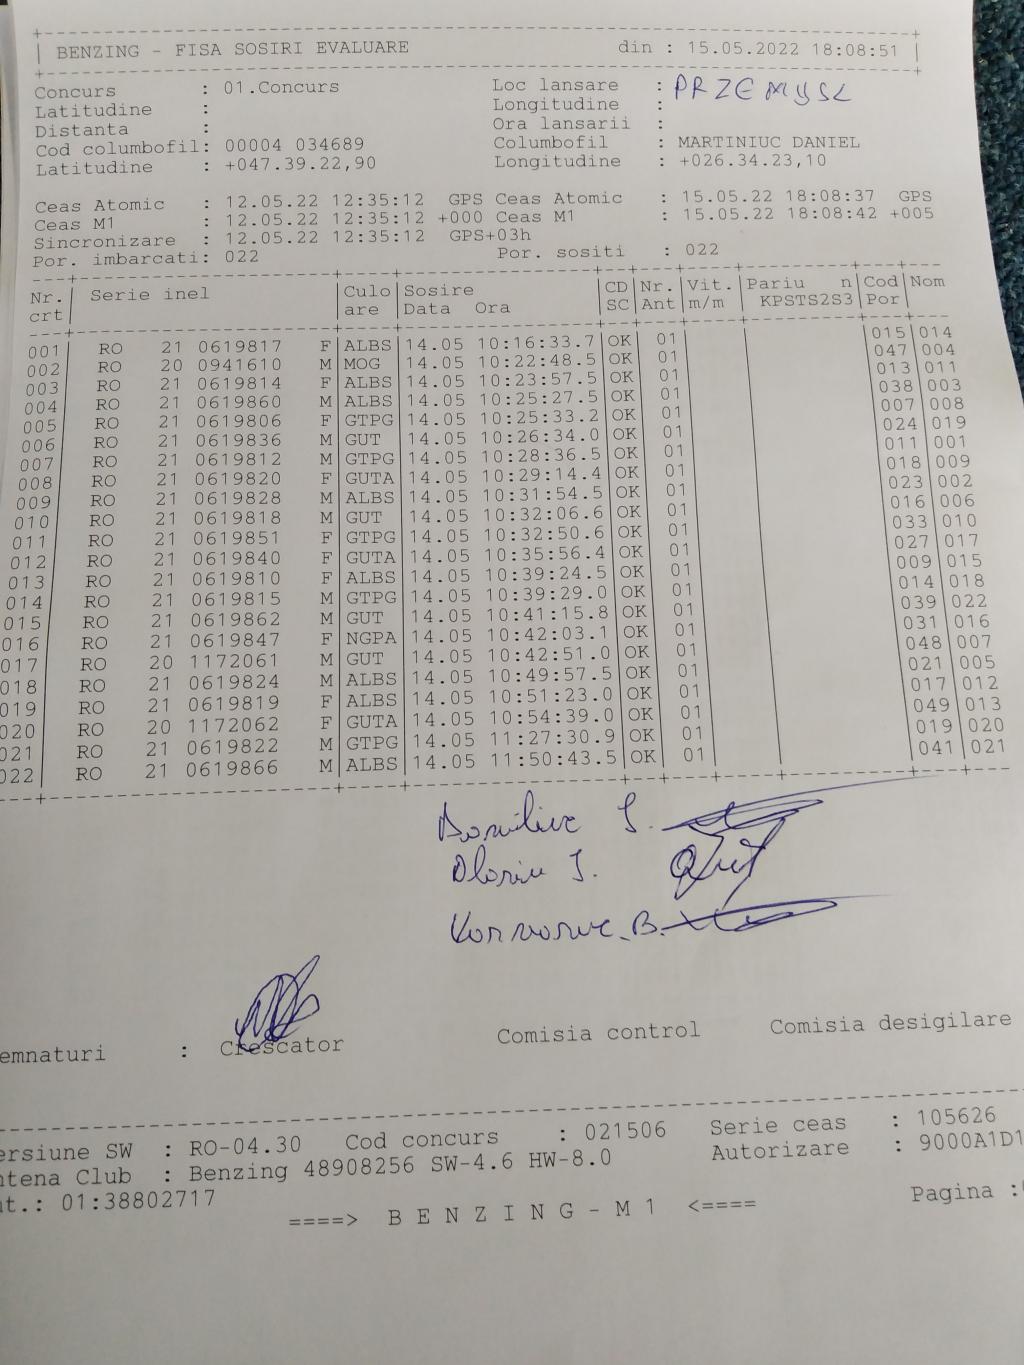 BENZING - FISA SOSIRI EVALUARE din : 15.05.2022 18:08:51
Concurs : 01.Concurs Loc lansare : PRZEMYSL
Latitudine : Longitudine :
Distanta : Ora lansarii :
Cod columbofil: 00004 034689 Columbofil : MARTINIUC DANIEL
Latitudine : +047.39.22,90 Longitudine : +026.34.23,10
Ceas Atomic : 12.05.22 12:35:12 GPS Ceas Atomic : 15.05.22 18:08:37 GPS
Ceas M1 : 12.05.22 12:35:12 +000 Ceas M1 : 15.05.22 18:08:42 +005
Sincronizare : 12.05.22 12:35:12 GPS+03h
Por. imbarcati: 022 Por. sositi : 022
Nr. Serie inel Culo Sosire CD Nr. Vit. Pariu n Cod Nom
crt are Data Ora SC Ant m/m KPSTS2S3 Por
001 RO 21 0619817 F ALBS 14.05 10:16:33.7 OK 01 015 014
002 RO 20 0941610 M MOG 14.05 10:22:48.5 OK 01 047 004
003 RO 21 0619814 F ALBS 14.05 10:23:57.5 OK 01 013 011
004 RO 21 0619860 M ALBS 14.05 10:25:27.5 OK 01 038 003
005 RO 21 0619806 F GTPG 14.05 10:25:33.2 OK 01 007 008
006 RO 21 0619836 M GUT 14.05 10:26:34.0 OK 01 024 019
007 RO 21 0619812 M GTPG 14.05 10:28:36.5 OK 01 011 001
008 RO 21 0619820 F GUTA 14.05 10:29:14.4 OK 01 018 009
009 RO 21 0619828 M ALBS 14.05 10:31:54.5 OK 01 023 002
010 RO 21 0619818 M GUT 14.05 10:32:06.6 OK 01 016 006
011 RO 21 0619851 F GTPG 14.05 10:32:50.6 OK 01 033 010
012 RO 21 0619840 F GUTA 14.05 10:35:56.4 OK 01 027 017
013 RO 21 0619810 F ALBS 14.05 10:39:24.5 OK 01 009 015
014 RO 21 0619815 M GTPG 14.05 10:39:29.0 OK 01 014 018
015 RO 21 0619862 M GUT 14.05 10:41:15.8 OK 01 039 022
016 RO 21 0619847 F NGPA 14.05 10:42:03.1 OK 01 031 016
017 RO 20 1172061 M GUT 14.05 10:42:51.0 OK 01 048 007
018 RO 21 0619824 M ALBS 14.05 10:49:57.5 OK 01 021 005
019 RO 21 0619819 F ALBS 14.05 10:51:23.0 OK 01 017 012
020 RO 20 1172062 F GUTA 14.05 10:54:39.0 OK 01 049 013
021 RO 21 0619822 M GTPG 14.05 11:27:30.9 OK 01 019 020
022 RO 21 0619866 M ALBS 14.05 11:50:43.5 OK 01 041 021
emnaturi : Crescator Comisia control Comisia desigilare
ersiune SW : RO-04.30 Cod concurs : 021506 Serie ceas : 105626
ntena Club : Benzing 48908256 SW-4.6 HW-8.0 Autorizare : 9000A1D1
nt.: 01:38802717 Pagina :
====> B E N Z I N G - M 1 <====